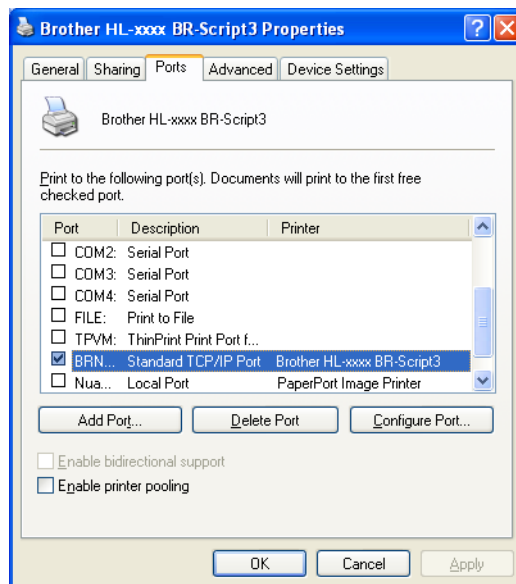 Brother HL-xxxx BR-Script3 Properties
General Sharing Ports Advanced Device Settings
Brother HL-xxxx BR-Script3
Print to the following port(s). Documents will print to the first free
checked port.
Port Description Printer
COM2: Serial Port
COM3: Serial Port
COM4: Serial Port
FILE: Print to File
TPVM: ThinPrint Print Port f...
BRN... Standard TCP/IP Port Brother HL-xxxx BR-Script3
Nua... Local Port PaperPort Image Printer
Add Port... Delete Port Configure Port...
Enable bidirectional support
Enable printer pooling
OK Cancel Apply